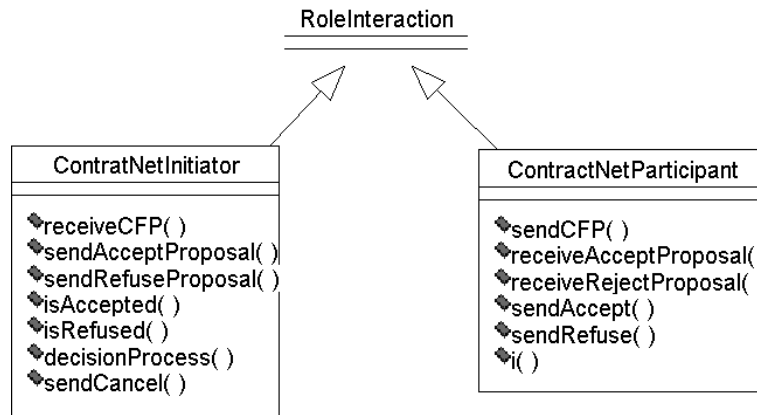 RoleInteraction
ContratNetInitiator
receiveCFP( )
sendAcceptProposal( )
sendRefuseProposal( )
isAccepted( )
isRefused( )
decisionProcess( )
sendCancel( )
ContractNetParticipant
sendCFP( )
receiveAcceptProposal(
receiveRejectProposal(
sendAccept( )
sendRefuse( )
i( )